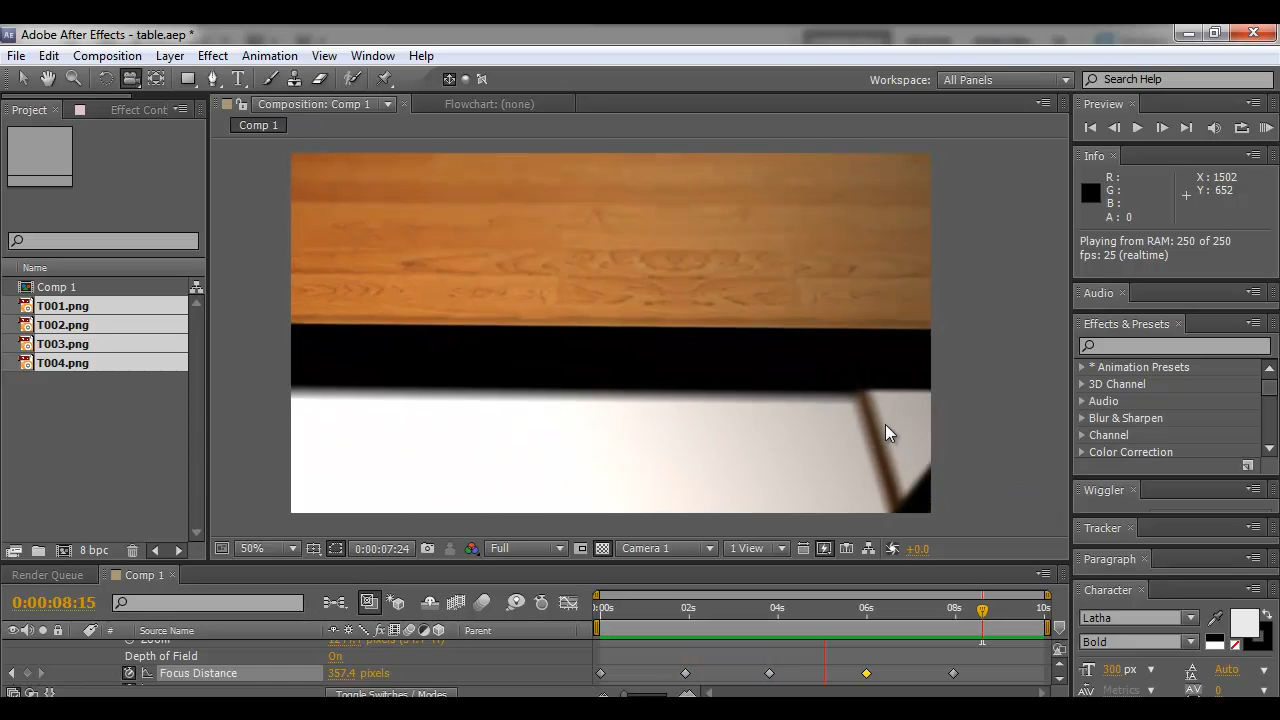 Adobe After Effects - table.aep *
File Edit Composition Layer Effect Animation View Window Help
Workspace: All Panels Search Help
Project Effect Cont Composition: Comp 1 Flowchart: (none) Preview
Comp 1
Info
R :
G :
B :
A : 0
X : 1502
Y : 652
Playing from RAM: 250 of 250
fps: 25 (realtime)
Name
Comp 1
T001.png
T002.png
T003.png
T004.png
Audio
Effects & Presets
* Animation Presets
3D Channel
Audio
Blur & Sharpen
Channel
Color Correction
Wiggler
Tracker
Paragraph
Character
8 bpc
50% 0:00:07:24 Full Camera 1 1 View +0.0
Render Queue Comp 1
0:00:08:15
:00s 02s 04s 06s 08s 10s
Source Name Parent
Depth of Field On
Focus Distance 357.4 pixels
Toggle Switches / Modes
Latha
Bold
300 px Auto
Metrics 0